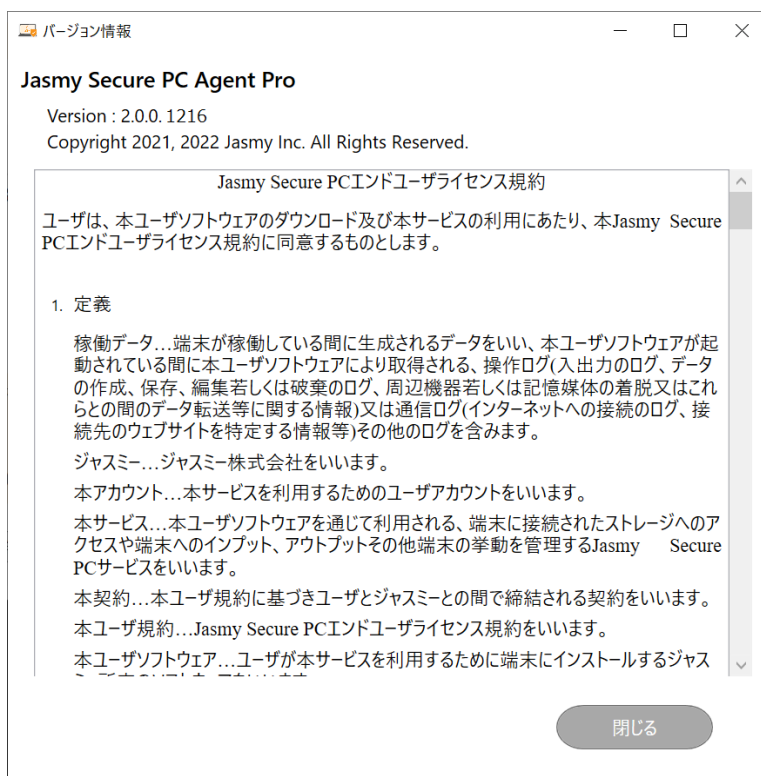 バージョン情報
Jasmy Secure PC Agent Pro
Version : 2.0.0. 1216
Copyright 2021, 2022 Jasmy Inc. All Rights Reserved.
Jasmy Secure PCエンドユーザライセンス規約
ユーザは、本ユーザソフトウェアのダウンロード及び本サービスの利用にあたり、本Jasmy Secure
PCエンドユーザライセンス規約に同意するものとします。
1. 定義
稼働データ…端末が稼働している間に生成されるデータをいい、本ユーザソフトウェアが起
動されている間に本ユーザソフトウェアにより取得される、操作ログ(入出力のログ、データ
の作成、保存、編集若しくは破棄のログ、周辺機器若しくは記憶媒体の着脱又はこれ
らとの間のデータ転送等に関する情報)又は通信ログ(インターネットへの接続のログ、接
続先のウェブサイトを特定する情報等)その他のログを含みます。
ジャスミー…ジャスミー株式会社をいいます。
本アカウント…本サービスを利用するためのユーザアカウントをいいます。
本サービス…本ユーザソフトウェアを通じて利用される、端末に接続されたストレージへのア
クセスや端末へのインプット、アウトプットその他端末の挙動を管理するJasmy Secure
PCサービスをいいます。
本契約…本ユーザ規約に基づきユーザとジャスミーとの間で締結される契約をいいます。
本ユーザ規約…Jasmy Secure PCエンドユーザライセンス規約をいいます。
本ユーザソフトウェア…ユーザが本サービスを利用するために端末にインストールするジャス
閉じる